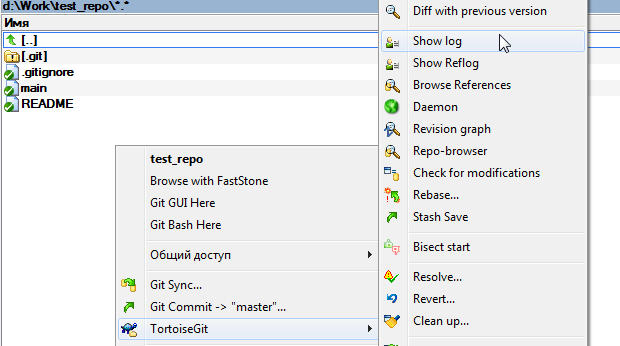 d:\Work\test_repo\*.*
Имя
[..]
[.git]
.gitignore
main
README
test_repo
Browse with FastStone
Git GUI Here
Git Bash Here
Общий доступ
Git Sync...
Git Commit -> "master"...
TortoiseGit
Diff with previous version
Show log
Show Reflog
Browse References
Daemon
Revision graph
Repo-browser
Check for modifications
Rebase...
Stash Save
Bisect start
Resolve...
Revert...
Clean up...